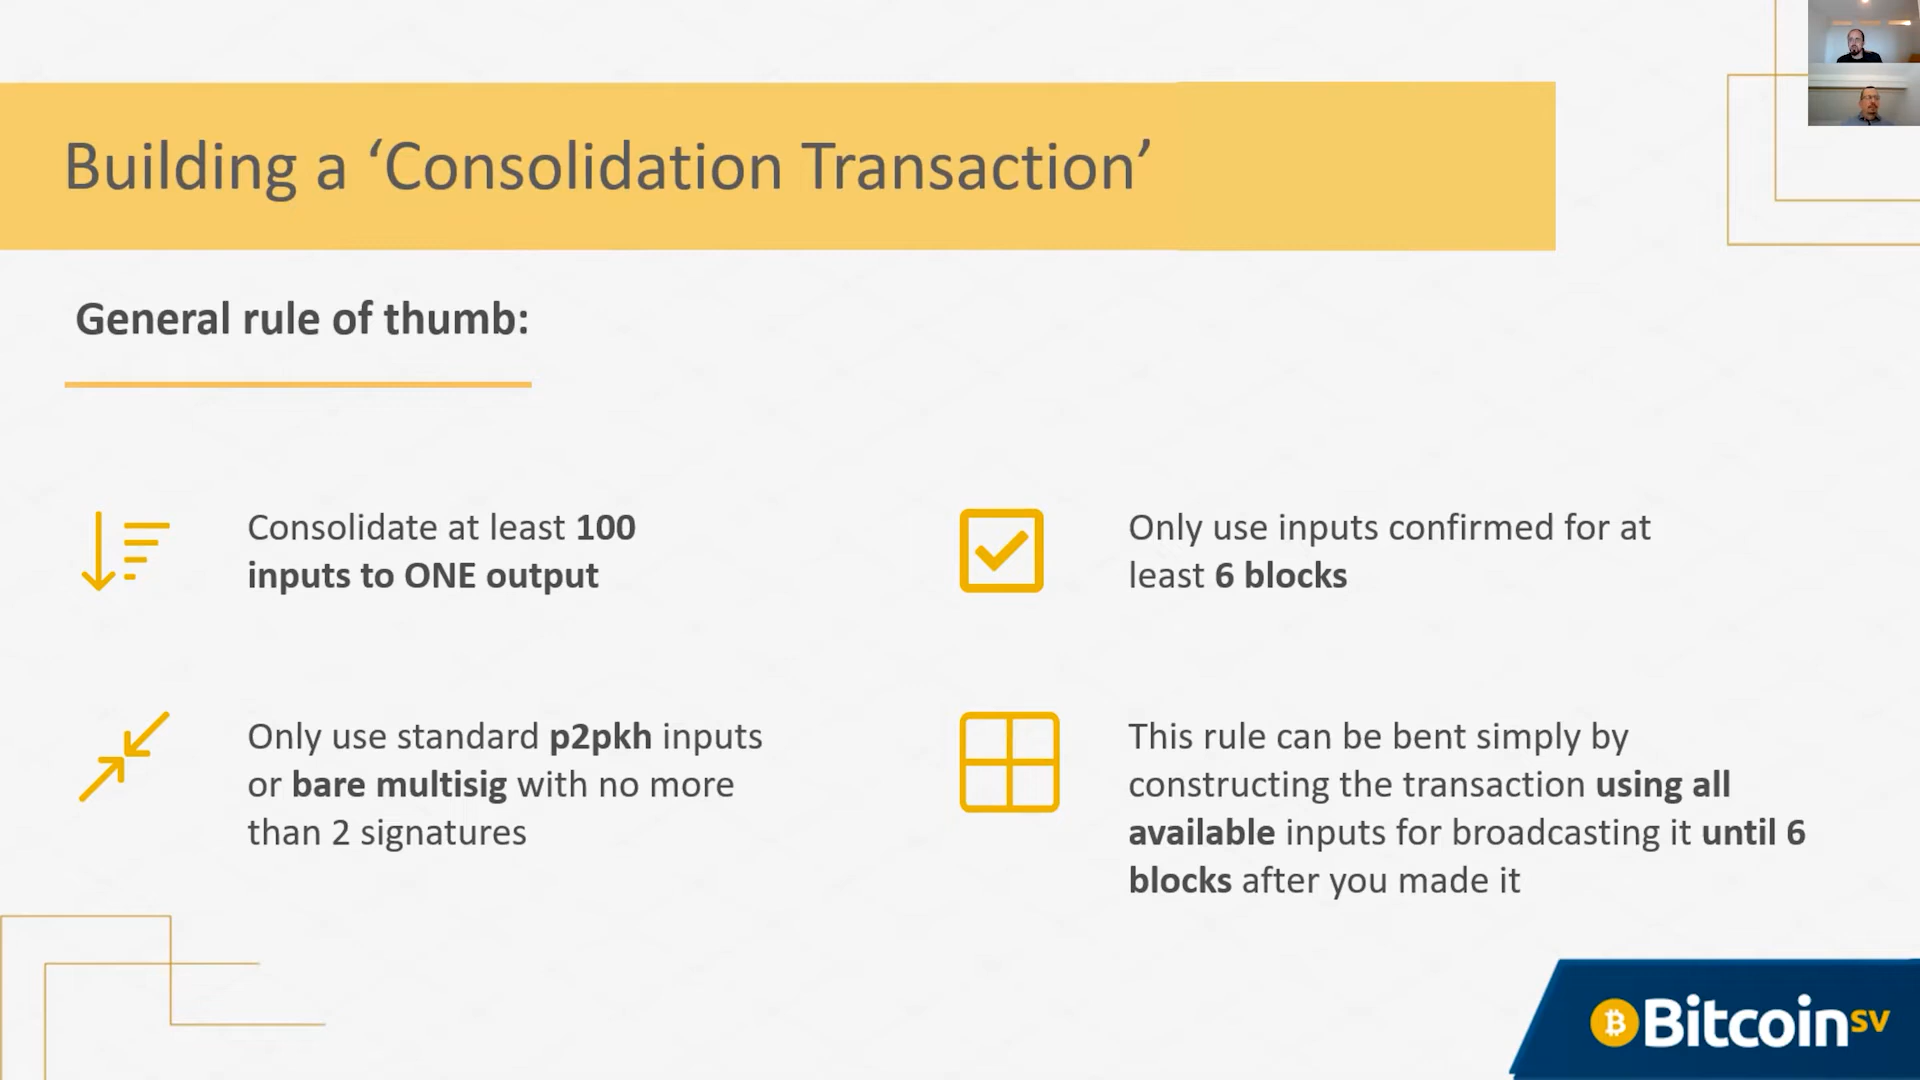 Building a ‘Consolidation Transaction’
General rule of thumb:
Consolidate at least 100
inputs to ONE output
Only use inputs confirmed for at
least 6 blocks
Only use standard p2pkh inputs
or bare multisig with no more
than 2 signatures
This rule can be bent simply by
constructing the transaction using all
available inputs for broadcasting it until 6
blocks after you made it
Bitcoin SV